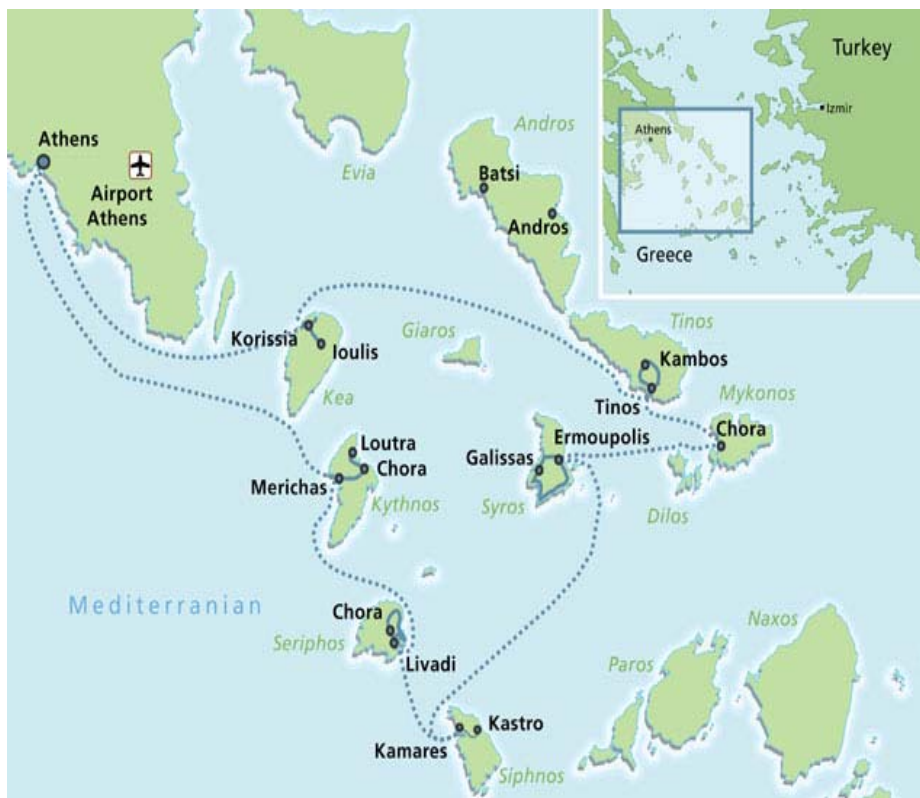 Turkey
Izmir
Athens
Greece
Athens
Airport
Athens
Evia
Andros
Batsi
Andros
Korissia
Ioulis
Kea
Giaros
Tinos
Kambos
Tinos
Mykonos
Chora
Loutra
Chora
Merichas
Kythnos
Ermoupolis
Galissas
Syros
Dilos
Mediterranian
Chora
Seriphos
Livadi
Naxos
Paros
Kamares
Kastro
Siphnos